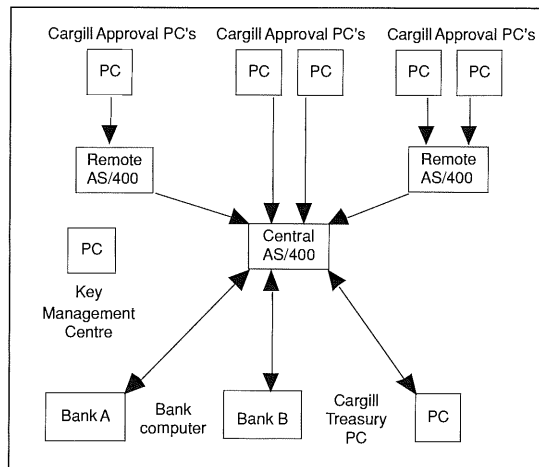 Cargill Approval PC's
Cargill Approval PC's
Cargill Approval PC's
PC
PC
PC
PC
PC
Remote
AS/400
Remote
AS/400
Central
AS/400
PC
Key
Management
Centre
Bank A
Bank
computer
Bank B
Cargill
Treasury
PC
PC